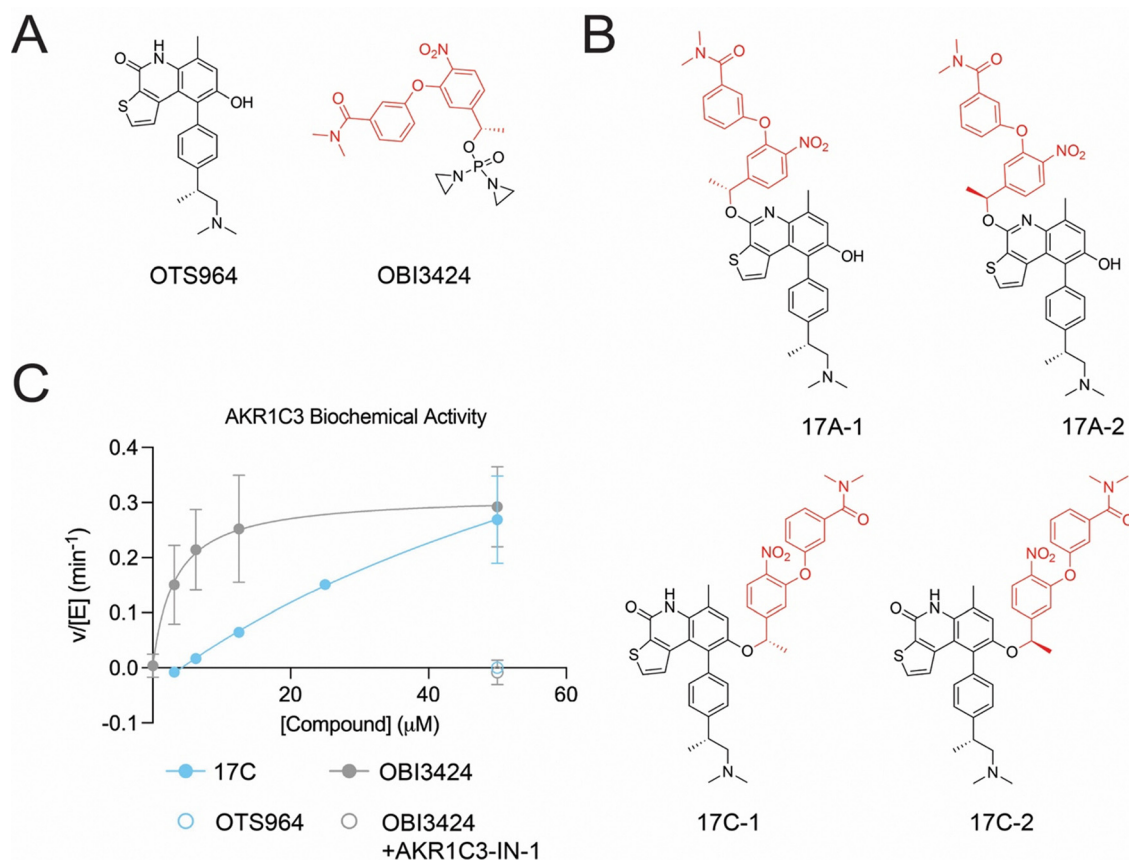 A
O
H
N
S
OH
N
OTS964
O₂N
O
O
N
O
P
O
N
N
OBI3424
B
N
O
O
NO₂
O
N
S
OH
N
17A-1
N
O
O
NO₂
O
N
S
OH
N
17A-2
N
O
NO₂
O
H
N
O
S
O
N
17C-1
N
O
NO₂
O
H
N
O
S
O
N
17C-2
C
AKR1C3 Biochemical Activity
v/[E] (min⁻¹)
0.4
0.3
0.2
0.1
0.0
-0.1
20
40
60
[Compound] (μM)
17C
OBI3424
OTS964
OBI3424
+AKR1C3-IN-1